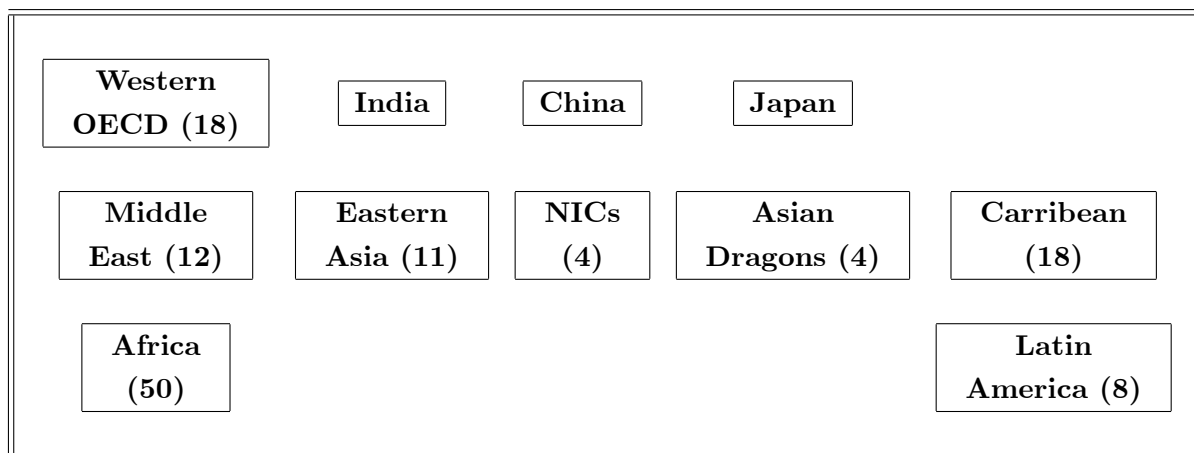 Western
OECD (18)
India
China
Japan
Middle
East (12)
Eastern
Asia (11)
NICs
(4)
Asian
Dragons (4)
Carribean
(18)
Africa
(50)
Latin
America (8)